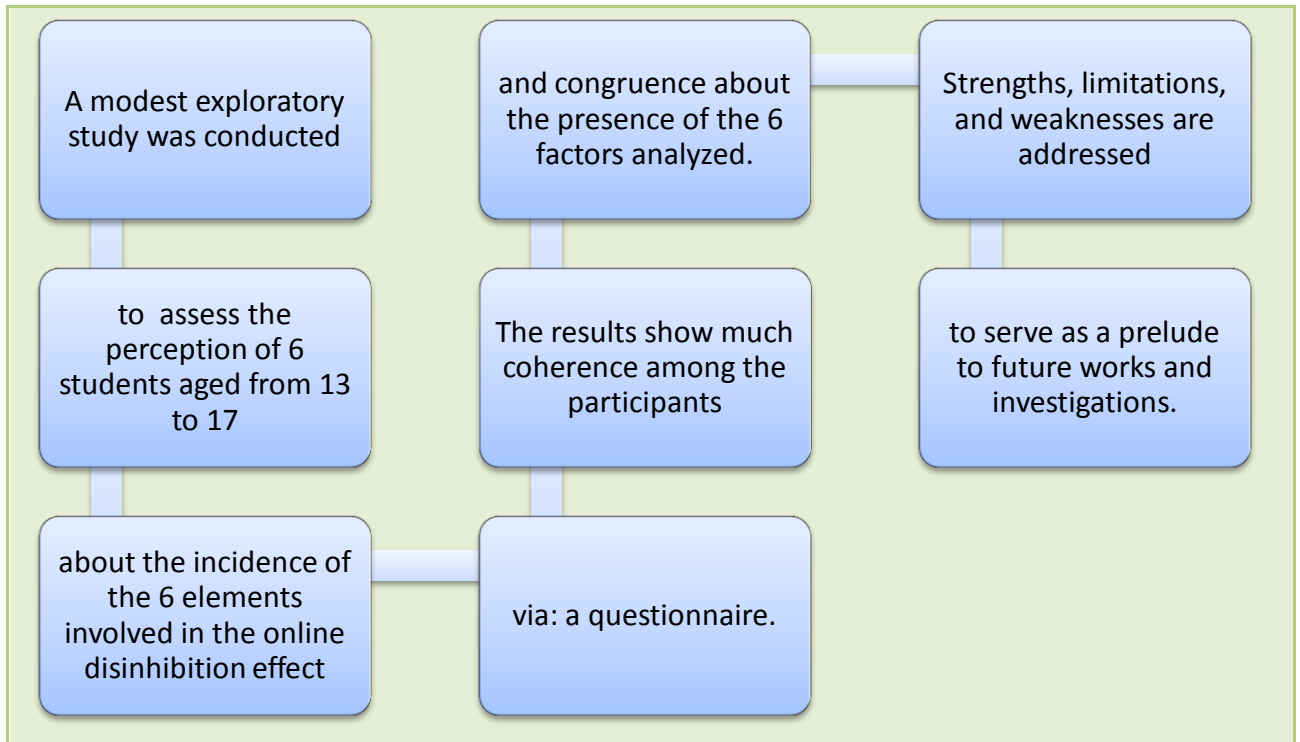 A modest exploratory
study was conducted
to assess the
perception of 6
students aged from 13
to 17
about the incidence of
the 6 elements
involved in the online
disinhibition effect
via: a questionnaire.
The results show much
coherence among the
participants
and congruence about
the presence of the 6
factors analyzed.
Strengths, limitations,
and weaknesses are
addressed
to serve as a prelude
to future works and
investigations.